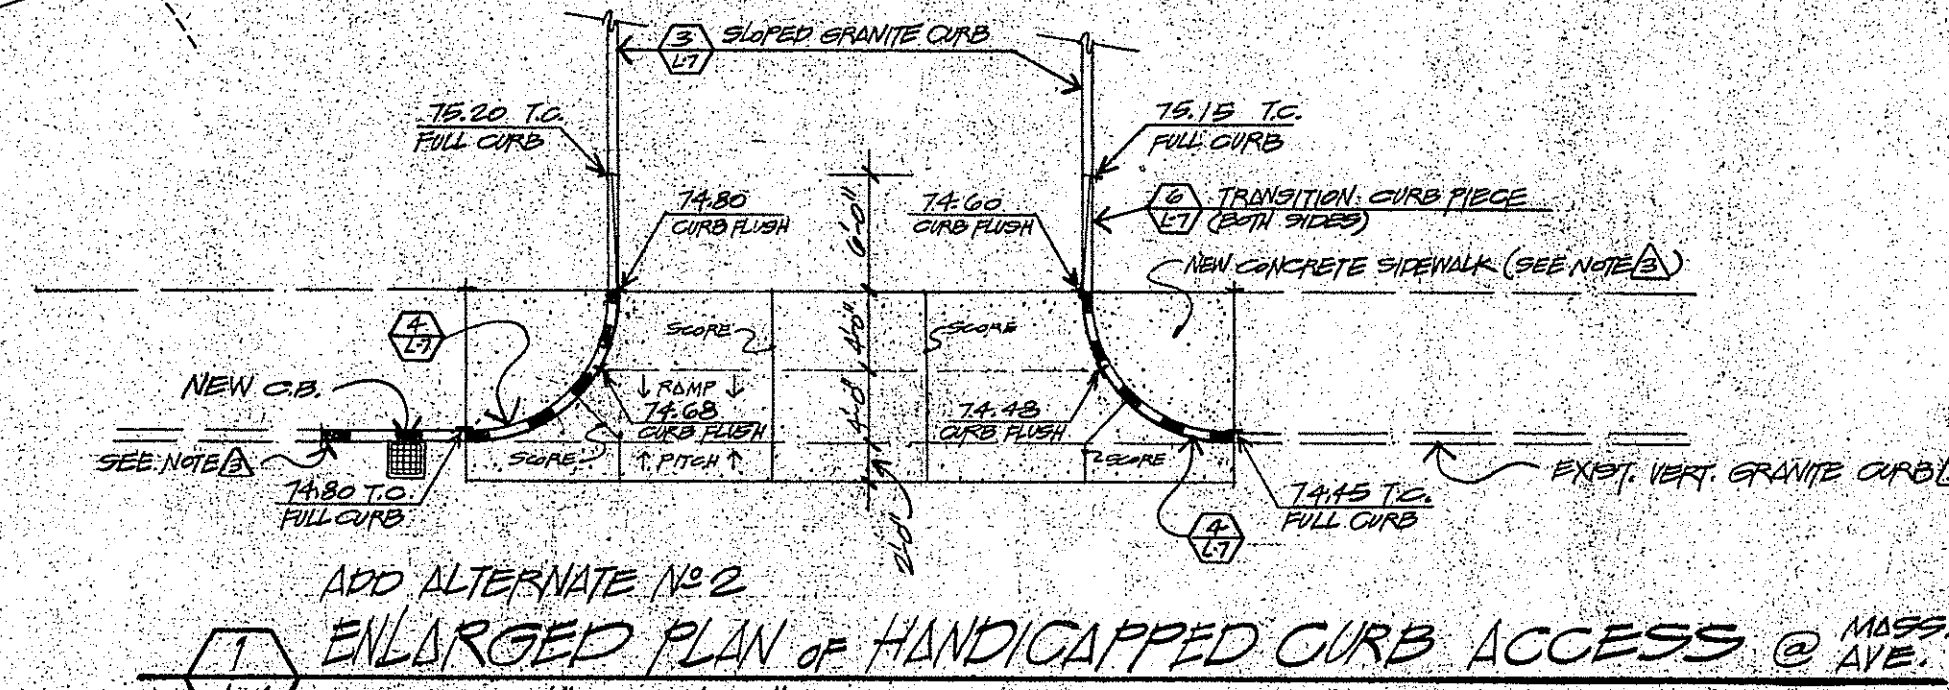 3
L-7
SLOPED GRANITE CURB
75.20 T.C.
FULL CURB
75.15 T.C.
FULL CURB
74.80
CURB FLUSH
74.60
CURB FLUSH
6
L-7
TRANSITION CURB PIECE
(BOTH SIDES)
6'-0"
NEW CONCRETE SIDEWALK (SEE NOTE 3)
4
L-7
SCORE
4'-0"
SCORE
NEW C.B.
↓ RAMP ↓
74.68
CURB FLUSH
4'-0"
74.48
CURB FLUSH
SEE NOTE 3
SCORE
↑ PITCH ↑
SCORE
EXIST. VERT. GRANITE CURB
74.80 T.C.
FULL CURB
2'-0"
74.45 T.C.
FULL CURB
4
L-7
ADD ALTERNATE Nº 2
1
ENLARGED PLAN OF HANDICAPPED CURB ACCESS @ MASS. AVE.